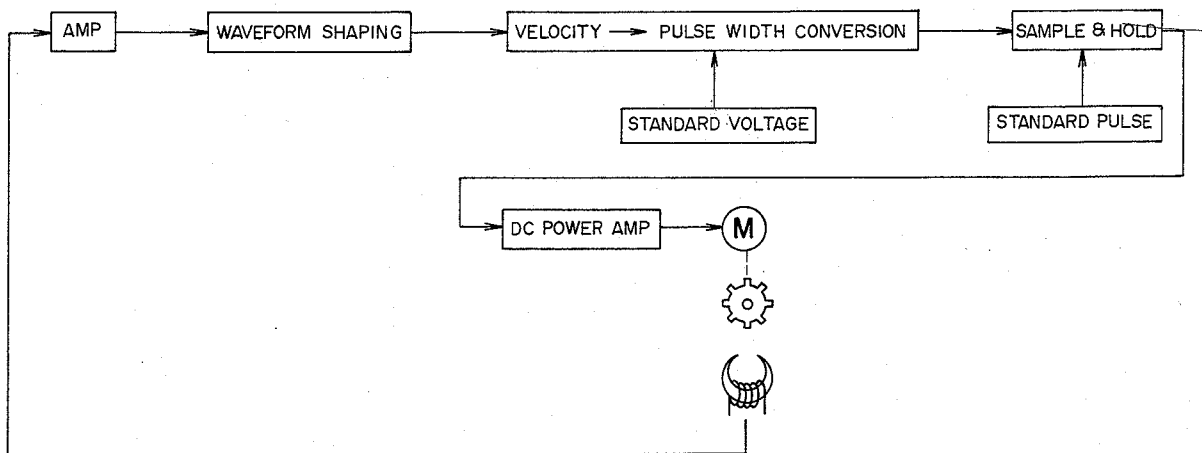 AMP
WAVEFORM SHAPING
VELOCITY → PULSE WIDTH CONVERSION
SAMPLE & HOLD
STANDARD VOLTAGE
STANDARD PULSE
DC POWER AMP
M